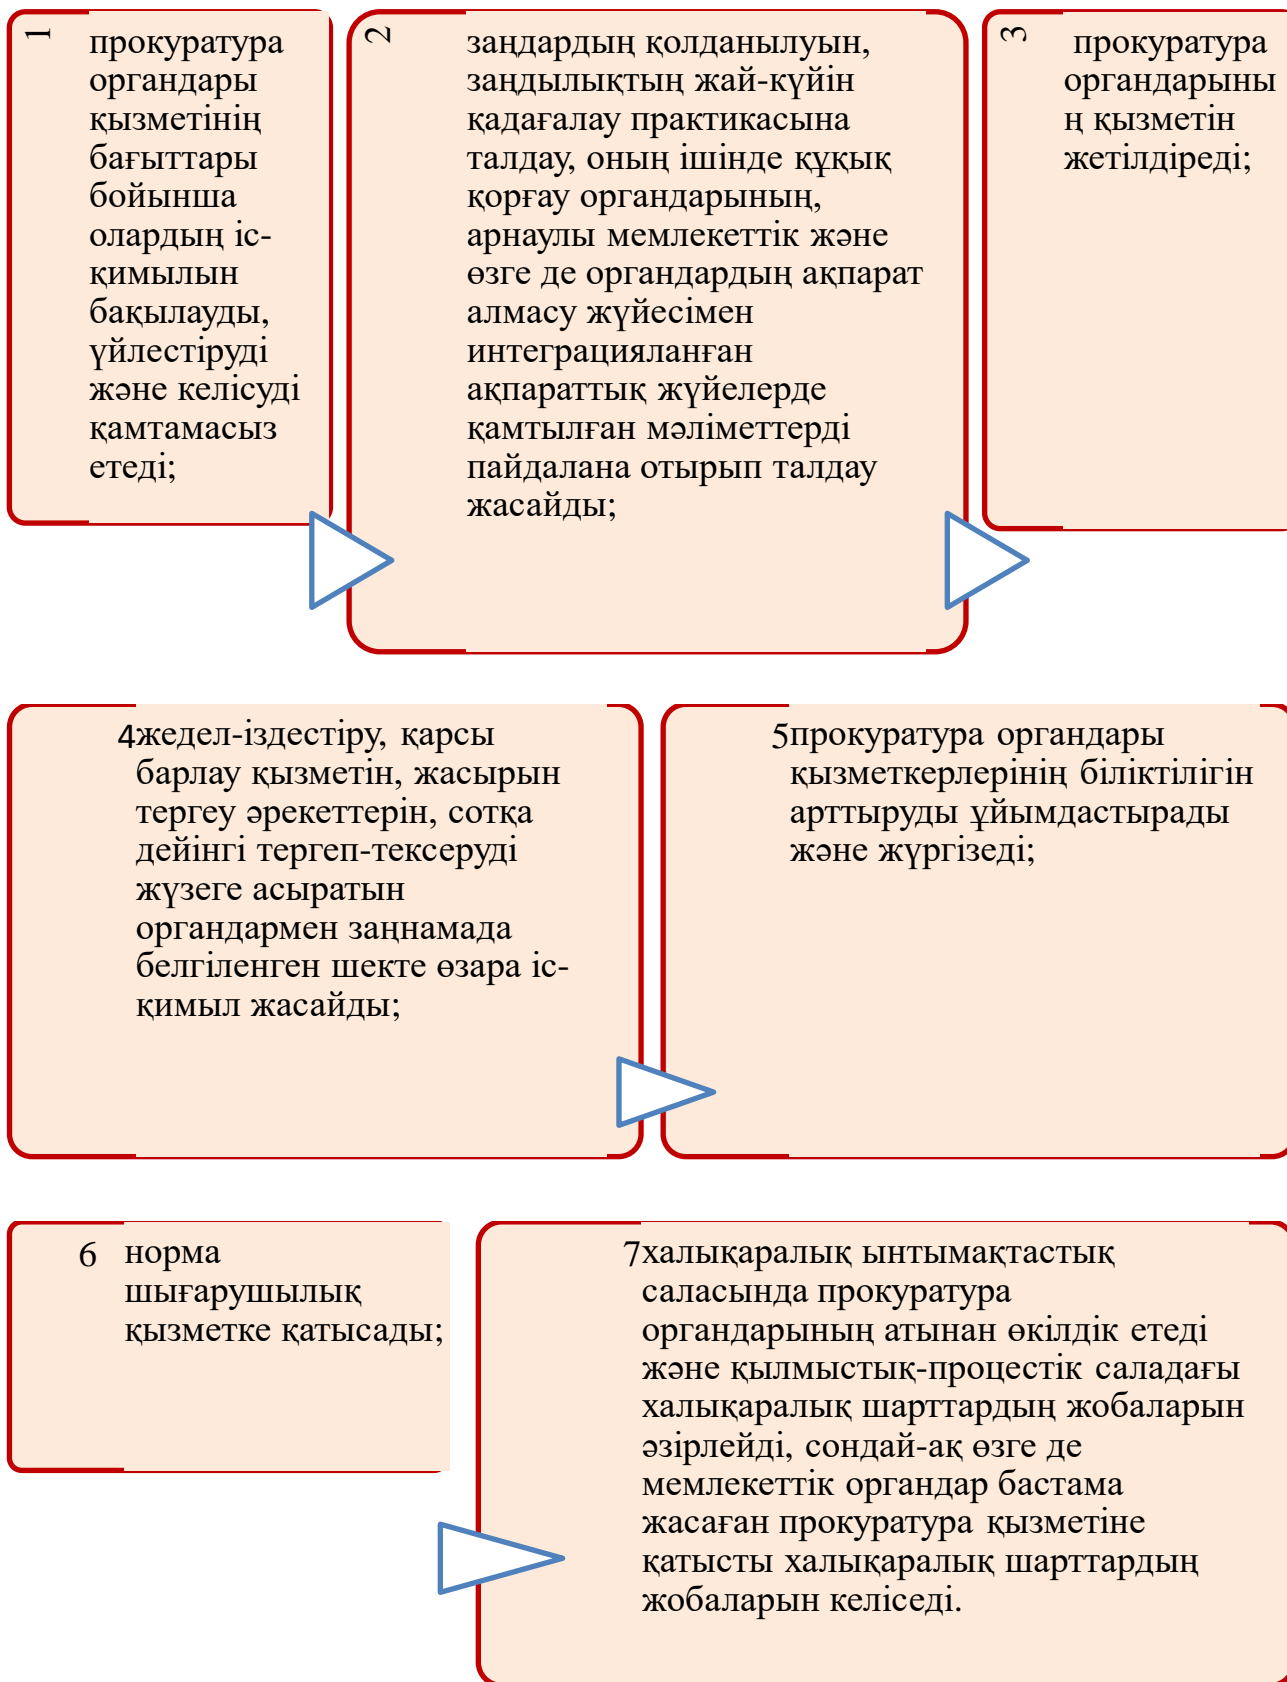 1
прокуратура
органдары
қызметінің
бағыттары
бойынша
олардың іс-
қимылын
бақылауды,
үйлестіруді
және келісуді
қамтамасыз
етеді;
2
заңдардың қолданылуын,
заңдылықтың жай-күйін
қадағалау практикасына
талдау, оның ішінде құқық
қорғау органдарының,
арнаулы мемлекеттік және
өзге де органдардың ақпарат
алмасу жүйесімен
интеграцияланған
ақпараттық жүйелерде
қамтылған мәліметтерді
пайдалана отырып талдау
жасайды;
3
прокуратура
органдарыны
ң қызметін
жетілдіреді;
4жедел-іздестіру, қарсы
барлау қызметін, жасырын
тергеу әрекеттерін, сотқа
дейінгі тергеп-тексеруді
жүзеге асыратын
органдармен заңнамада
белгіленген шекте өзара іс-
қимыл жасайды;
5прокуратура органдары
қызметкерлерінің біліктілігін
арттыруды ұйымдастырады
және жүргізеді;
6 норма
шығарушылық
қызметке қатысады;
7халықаралық ынтымақтастық
саласында прокуратура
органдарының атынан өкілдік етеді
және қылмыстық-процестік саладағы
халықаралық шарттардың жобаларын
әзірлейді, сондай-ақ өзге де
мемлекеттік органдар бастама
жасаған прокуратура қызметіне
қатысты халықаралық шарттардың
жобаларын келіседі.